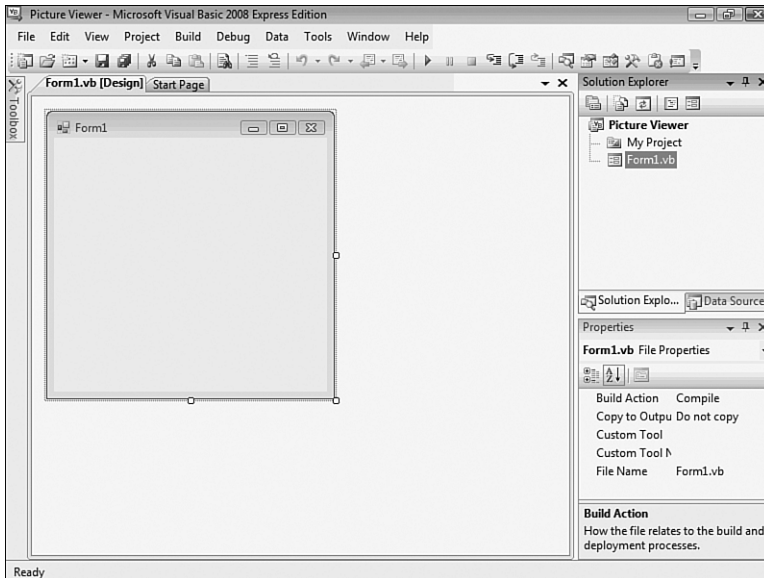 Picture Viewer - Microsoft Visual Basic 2008 Express Edition
File Edit View Project Build Debug Data Tools Window Help
Toolbox
Form1.vb [Design] Start Page
Form1
Solution Explorer
Picture Viewer
My Project
Form1.vb
Solution Explo... Data Source
Properties
Form1.vb File Properties
Build Action Compile
Copy to Outpu Do not copy
Custom Tool
Custom Tool N
File Name Form1.vb
Build Action
How the file relates to the build and
deployment processes.
Ready